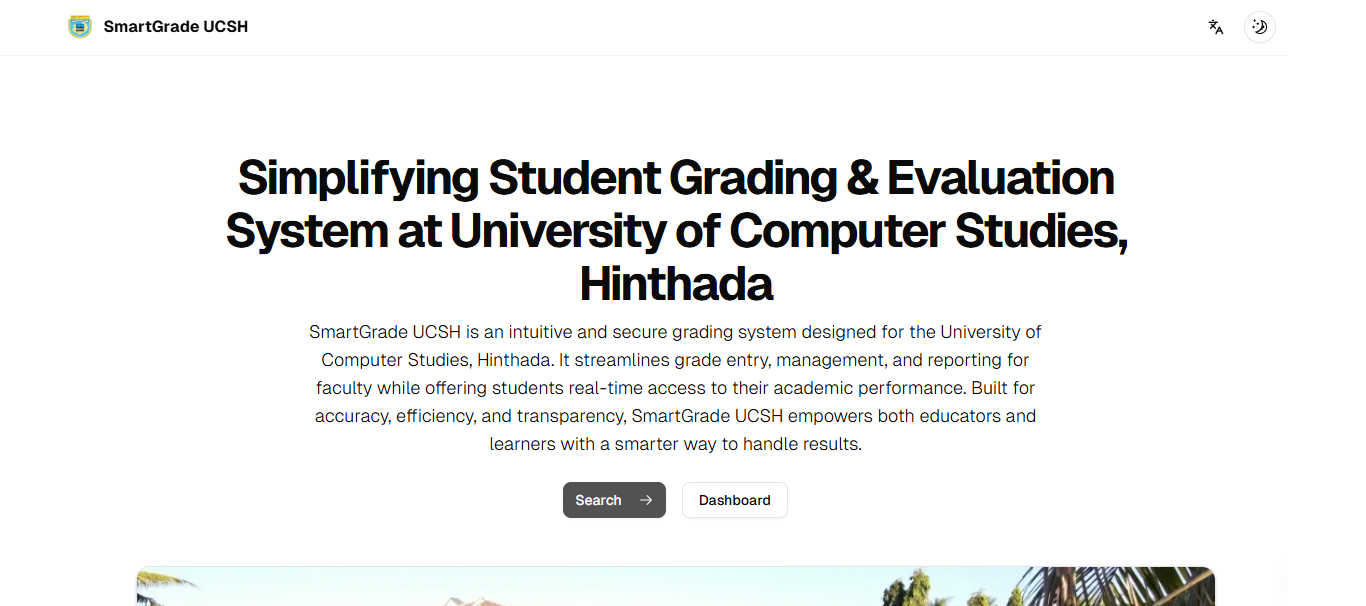 SmartGrade UCSH
Simplifying Student Grading & Evaluation
System at University of Computer Studies,
Hinthada
SmartGrade UCSH is an intuitive and secure grading system designed for the University of
Computer Studies, Hinthada. It streamlines grade entry, management, and reporting for
faculty while offering students real-time access to their academic performance. Built for
accuracy, efficiency, and transparency, SmartGrade UCSH empowers both educators and
learners with a smarter way to handle results.
Search →
Dashboard